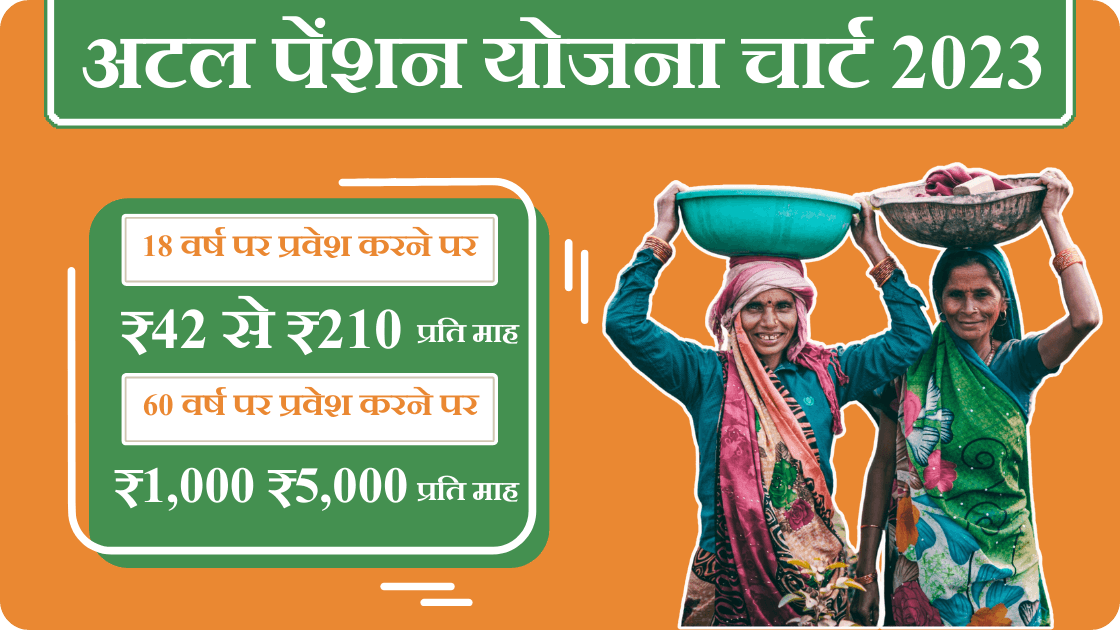 अटल पेंशन योजना चार्ट 2023
18 वर्ष पर प्रवेश करने पर
₹42 से ₹210 प्रति माह
60 वर्ष पर प्रवेश करने पर
₹1,000 ₹5,000 प्रति माह